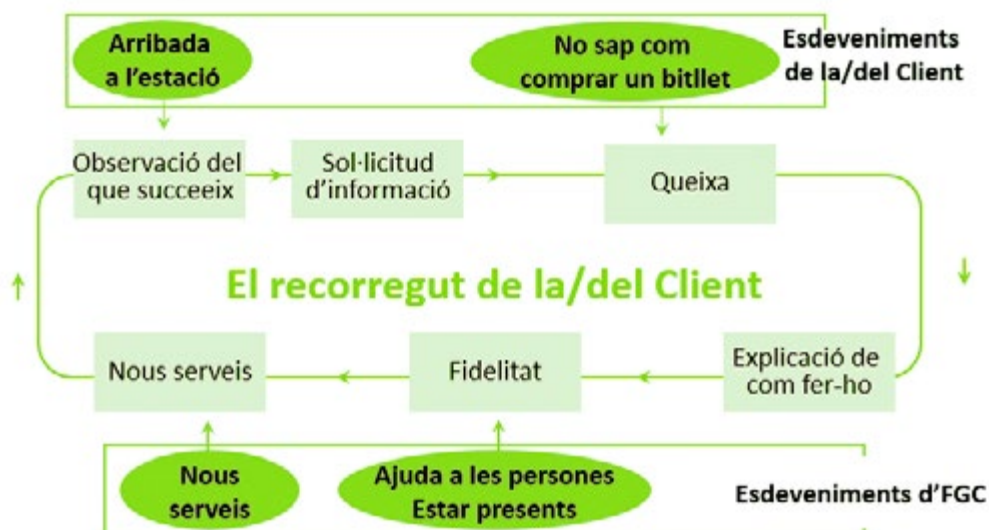 Arribada
a l'estació
No sap com
comprar un bitllet
Esdeveniments
de la/del Client
Observació del
que succeeix
Sol·licitud
d'informació
Queixa
El recorregut de la/del Client
Nous serveis
Fidelitat
Explicació de
com fer-ho
Nous
serveis
Ajuda a les persones
Estar presents
Esdeveniments d'FGC